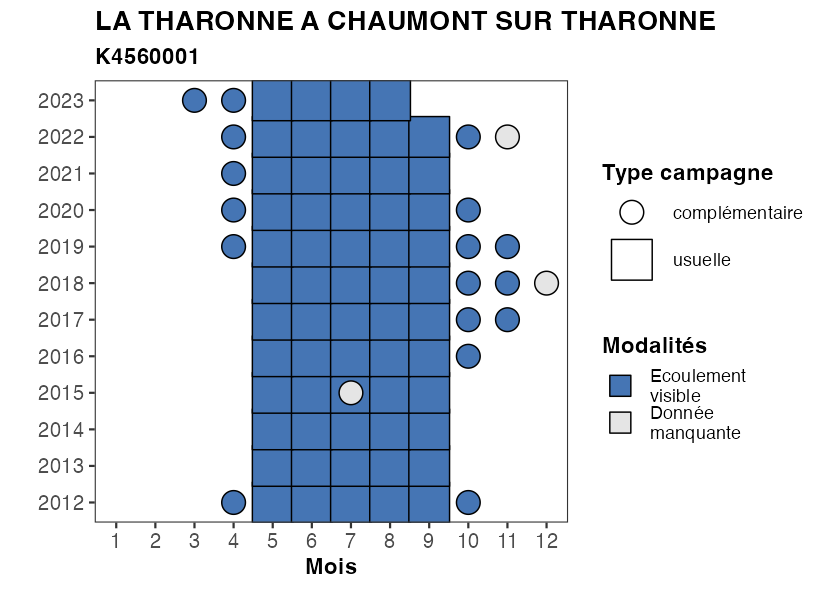 LA THARONNE A CHAUMONT SUR THARONNE
K4560001
2023
2022
2021
2020
2019
2018
2017
2016
2015
2014
2013
2012
1 2 3 4 5 6 7 8 9 10 11 12
Mois
Type campagne
complémentaire
usuelle
Modalités
Ecoulement
visible
Donnée
manquante